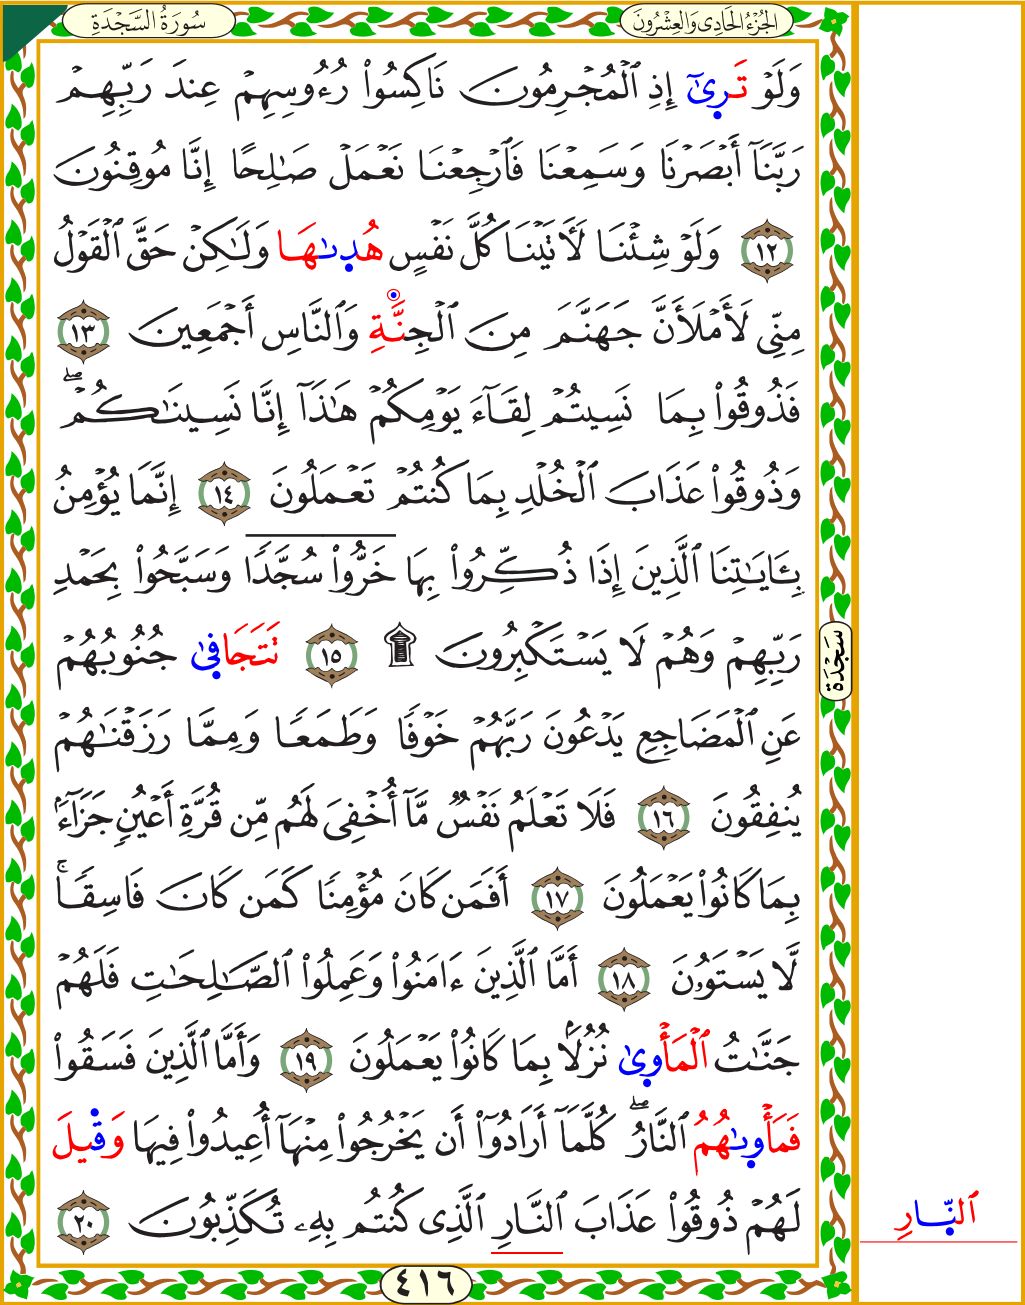 سُورَةُ السَّجْدَةِ
الجُزْءُ الحَادِى وَالعِشْرُونَ
وَلَوْ تَرِىٰٓ إِذِ ٱلْمُجْرِمُونَ نَاكِسُوا۟ رُءُوسِهِمْ عِندَ رَبِّهِمْ
رَبَّنَآ أَبْصَرْنَا وَسَمِعْنَا فَٱرْجِعْنَا نَعْمَلْ صَـٰلِحًا إِنَّا مُوقِنُونَ
١٢ وَلَوْ شِئْنَا لَـَٔاتَيْنَا كُلَّ نَفْسٍ هُدِىٰهَا وَلَـٰكِنْ حَقَّ ٱلْقَوْلُ
مِنِّى لَأَمْلَأَنَّ جَهَنَّمَ مِنَ ٱلْجِنَّةِ وَٱلنَّاسِ أَجْمَعِينَ ١٣
فَذُوقُوا۟ بِمَا نَسِيتُمْ لِقَآءَ يَوْمِكُمْ هَـٰذَآ إِنَّا نَسِينَـٰكُمْ ۖ
وَذُوقُوا۟ عَذَابَ ٱلْخُلْدِ بِمَا كُنتُمْ تَعْمَلُونَ ١٤ إِنَّمَا يُؤْمِنُ
بِـَٔايَـٰتِنَا ٱلَّذِينَ إِذَا ذُكِّرُوا۟ بِهَا خَرُّوا۟ سُجَّدًا وَسَبَّحُوا۟ بِحَمْدِ
رَبِّهِمْ وَهُمْ لَا يَسْتَكْبِرُونَ ۩ ١٥ تَتَجَافِىٰ جُنُوبُهُمْ
سَجْدَة
عَنِ ٱلْمَضَاجِعِ يَدْعُونَ رَبَّهُمْ خَوْفًا وَطَمَعًا وَمِمَّا رَزَقْنَـٰهُمْ
يُنفِقُونَ ١٦ فَلَا تَعْلَمُ نَفْسٌ مَّآ أُخْفِىَ لَهُم مِّن قُرَّةِ أَعْيُنٍ جَزَآءًۢ
بِمَا كَانُوا۟ يَعْمَلُونَ ١٧ أَفَمَن كَانَ مُؤْمِنًا كَمَن كَانَ فَاسِقًا ۚ
لَّا يَسْتَوُۥنَ ١٨ أَمَّا ٱلَّذِينَ ءَامَنُوا۟ وَعَمِلُوا۟ ٱلصَّـٰلِحَـٰتِ فَلَهُمْ
جَنَّـٰتُ ٱلْمَأْوِىٰ نُزُلًۢا بِمَا كَانُوا۟ يَعْمَلُونَ ١٩ وَأَمَّا ٱلَّذِينَ فَسَقُوا۟
فَمَأْوِىٰهُمُ ٱلنَّارُ ۖ كُلَّمَآ أَرَادُوٓا۟ أَن يَخْرُجُوا۟ مِنْهَآ أُعِيدُوا۟ فِيهَا وَقِيلَ
لَهُمْ ذُوقُوا۟ عَذَابَ ٱلنَّارِ ٱلَّذِى كُنتُم بِهِۦ تُكَذِّبُونَ ٢٠
ٱلنِّـارِ
٤١٦